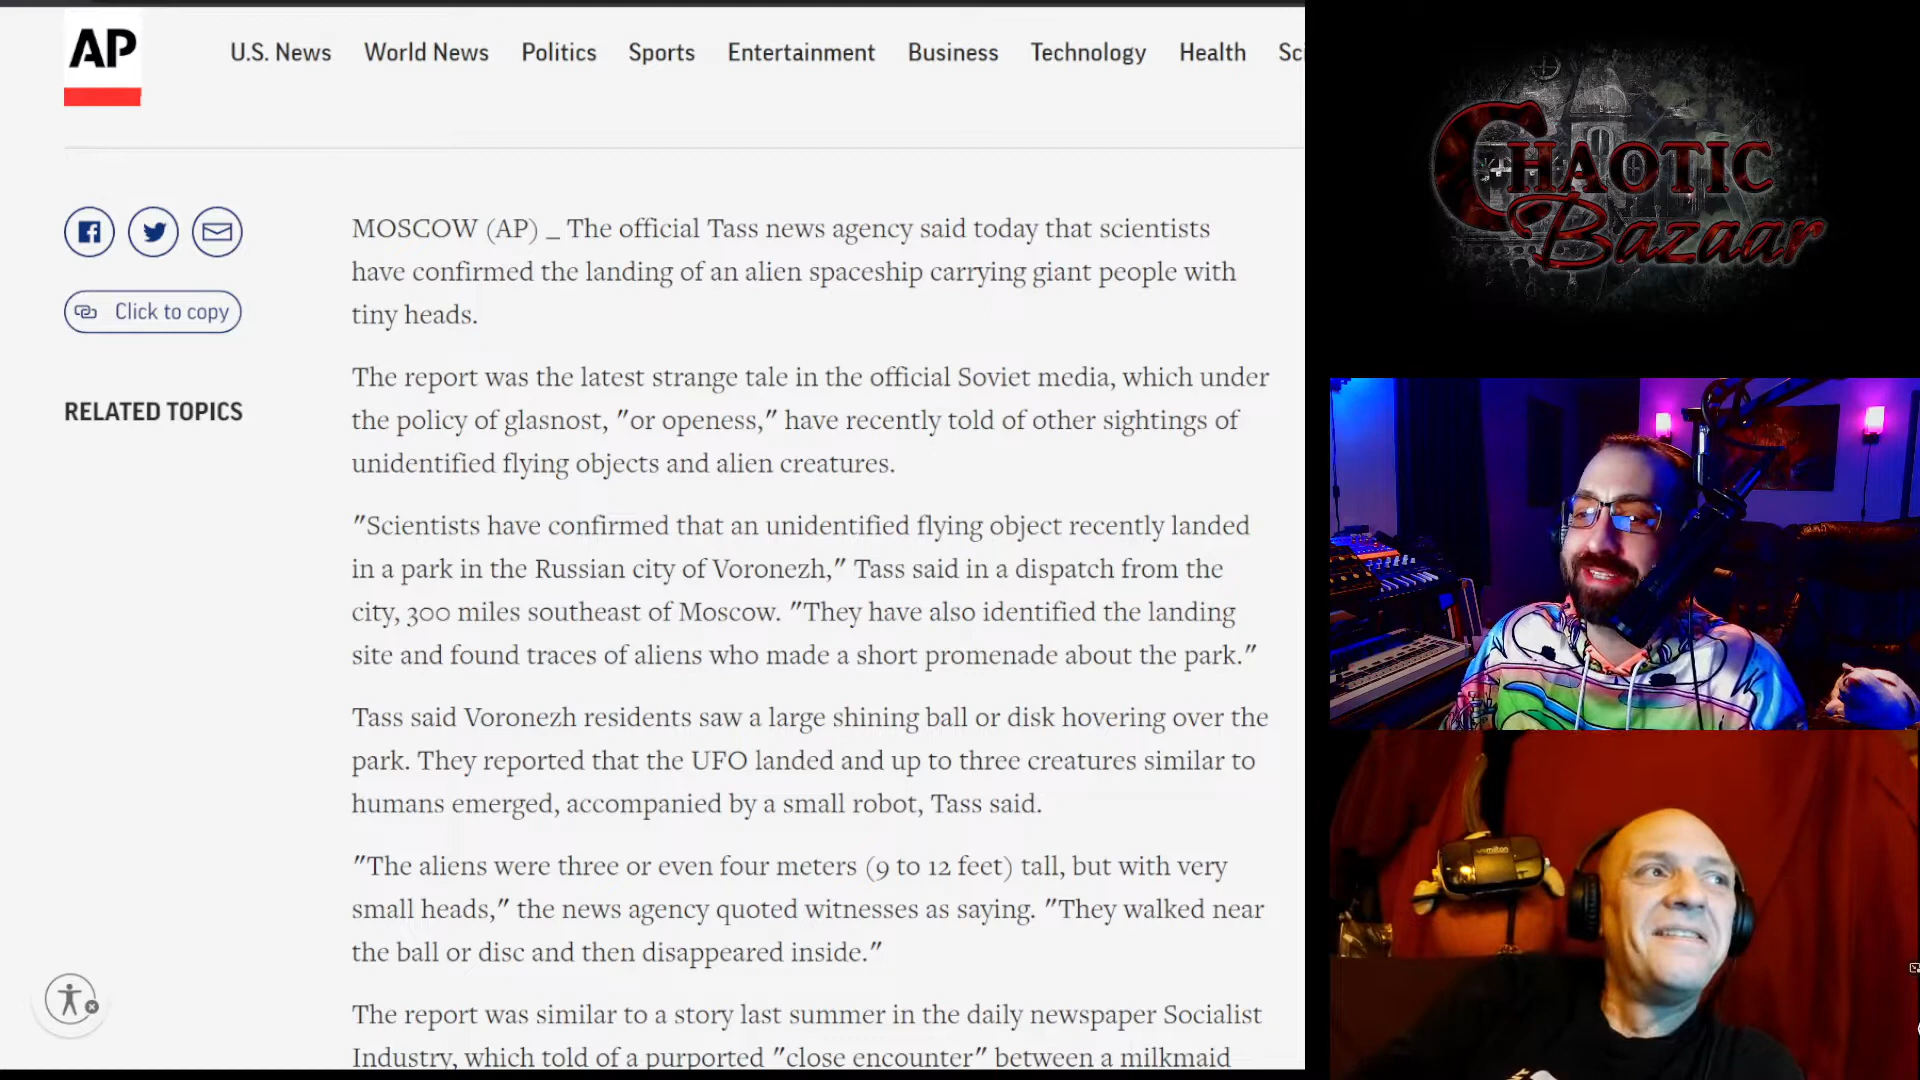 AP
U.S. News World News Politics Sports Entertainment Business Technology Health Sci
Click to copy
RELATED TOPICS
MOSCOW (AP) _ The official Tass news agency said today that scientists
have confirmed the landing of an alien spaceship carrying giant people with
tiny heads.
The report was the latest strange tale in the official Soviet media, which under
the policy of glasnost, "or openess," have recently told of other sightings of
unidentified flying objects and alien creatures.
"Scientists have confirmed that an unidentified flying object recently landed
in a park in the Russian city of Voronezh," Tass said in a dispatch from the
city, 300 miles southeast of Moscow. "They have also identified the landing
site and found traces of aliens who made a short promenade about the park."
Tass said Voronezh residents saw a large shining ball or disk hovering over the
park. They reported that the UFO landed and up to three creatures similar to
humans emerged, accompanied by a small robot, Tass said.
"The aliens were three or even four meters (9 to 12 feet) tall, but with very
small heads," the news agency quoted witnesses as saying. "They walked near
the ball or disc and then disappeared inside."
The report was similar to a story last summer in the daily newspaper Socialist
Industry, which told of a purported "close encounter" between a milkmaid
CHAOTIC
Bazaar